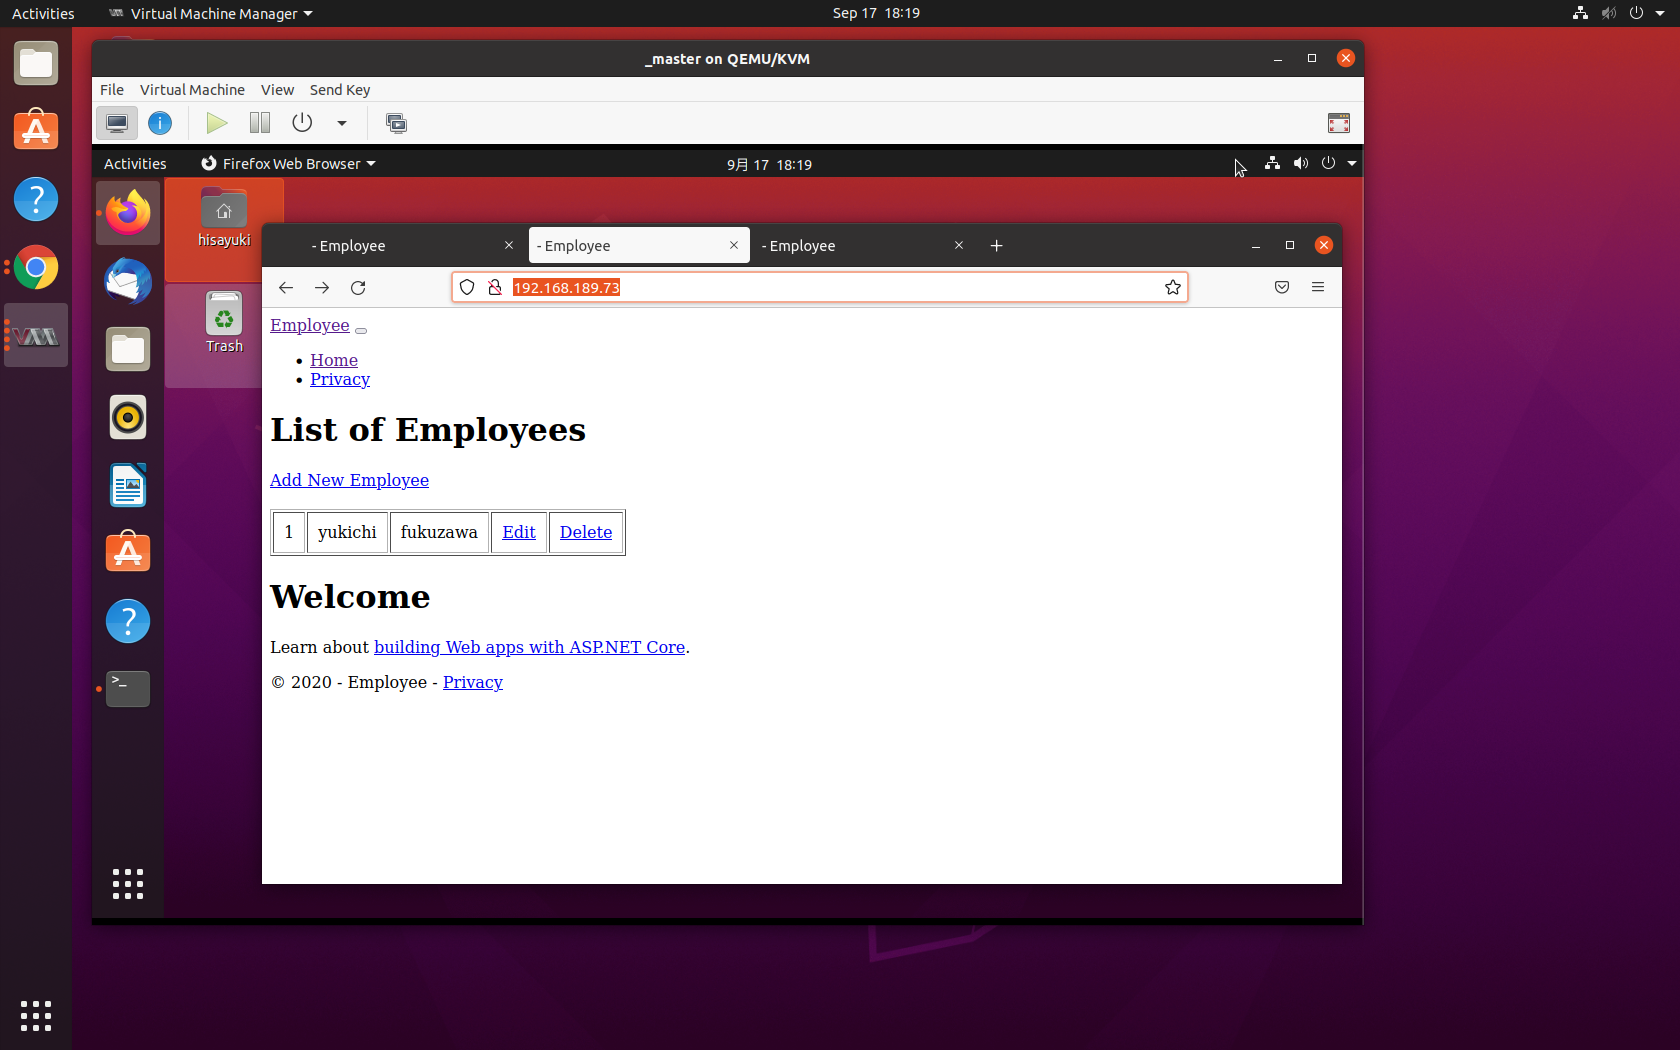 Activities Virtual Machine Manager Sep 17 18:19
_master on QEMU/KVM
File Virtual Machine View Send Key
Activities Firefox Web Browser 9月 17 18:19
hisayuki
Trash
- Employee - Employee - Employee
192.168.189.73
Employee
Home
Privacy
List of Employees
Add New Employee
1 yukichi fukuzawa Edit Delete
Welcome
Learn about building Web apps with ASP.NET Core.
© 2020 - Employee - Privacy